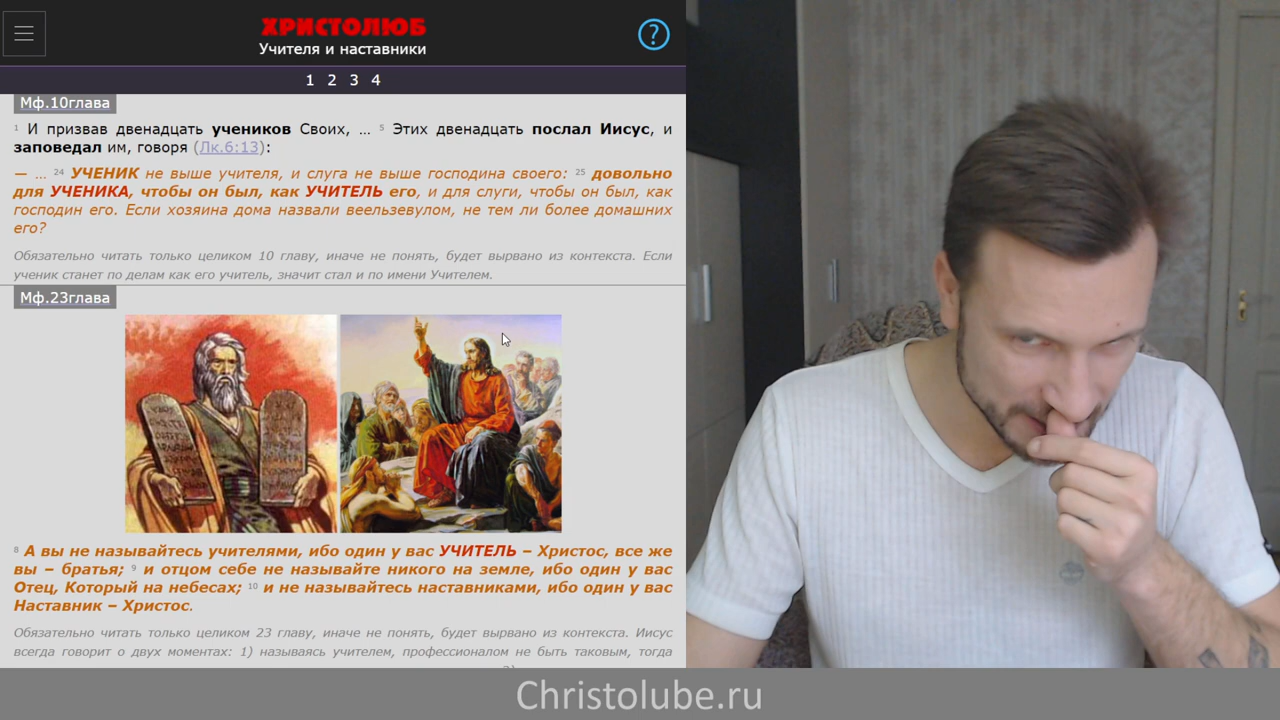 ХРИСТОЛЮБ
Учителя и наставники
?
1 2 3 4
Мф.10глава
1 И призвав двенадцать учеников Своих, ... 5 Этих двенадцать послал Иисус, и
заповедал им, говоря (Лк.6:13):
— ... 24 УЧЕНИК не выше учителя, и слуга не выше господина своего: 25 довольно
для УЧЕНИКА, чтобы он был, как УЧИТЕЛЬ его, и для слуги, чтобы он был, как
господин его. Если хозяина дома назвали веельзевулом, не тем ли более домашних
его?
Обязательно читать только целиком 10 главу, иначе не понять, будет вырвано из контекста. Если
ученик станет по делам как его учитель, значит стал и по имени Учителем.
Мф.23глава
8 А вы не называйтесь учителями, ибо один у вас УЧИТЕЛЬ – Христос, все же
вы – братья; 9 и отцом себе не называйте никого на земле, ибо один у вас
Отец, Который на небесах; 10 и не называйтесь наставниками, ибо один у вас
Наставник – Христос.
Обязательно читать только целиком 23 главу, иначе не понять, будет вырвано из контекста. Иисус
всегда говорит о двух моментах: 1) называясь учителем, профессионалом не быть таковым, тогда
Christolube.ru